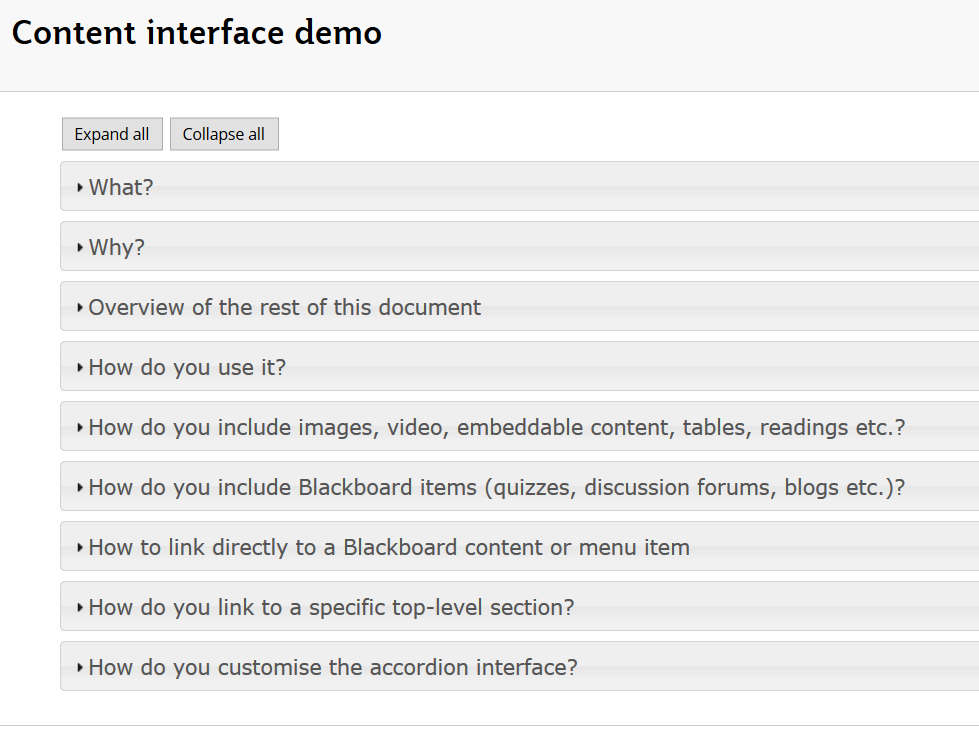 Content interface demo
Expand all Collapse all
What?
Why?
Overview of the rest of this document
How do you use it?
How do you include images, video, embeddable content, tables, readings etc.?
How do you include Blackboard items (quizzes, discussion forums, blogs etc.)?
How to link directly to a Blackboard content or menu item
How do you link to a specific top-level section?
How do you customise the accordion interface?